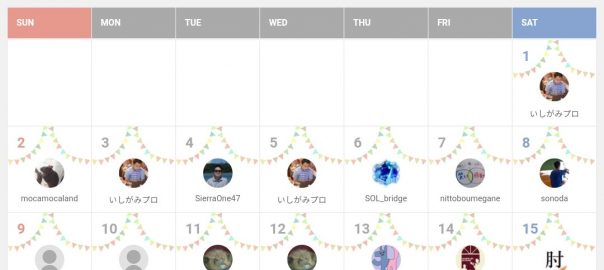 SUN MON TUE WED THU FRI SAT
1
いしがみプロ
2 3 4 5 6 7 8
mocamocaland いしがみプロ SierraOne47 いしがみプロ SOL_bridge nittoboumegane sonoda
9 10 11 12 13 14 15
肘